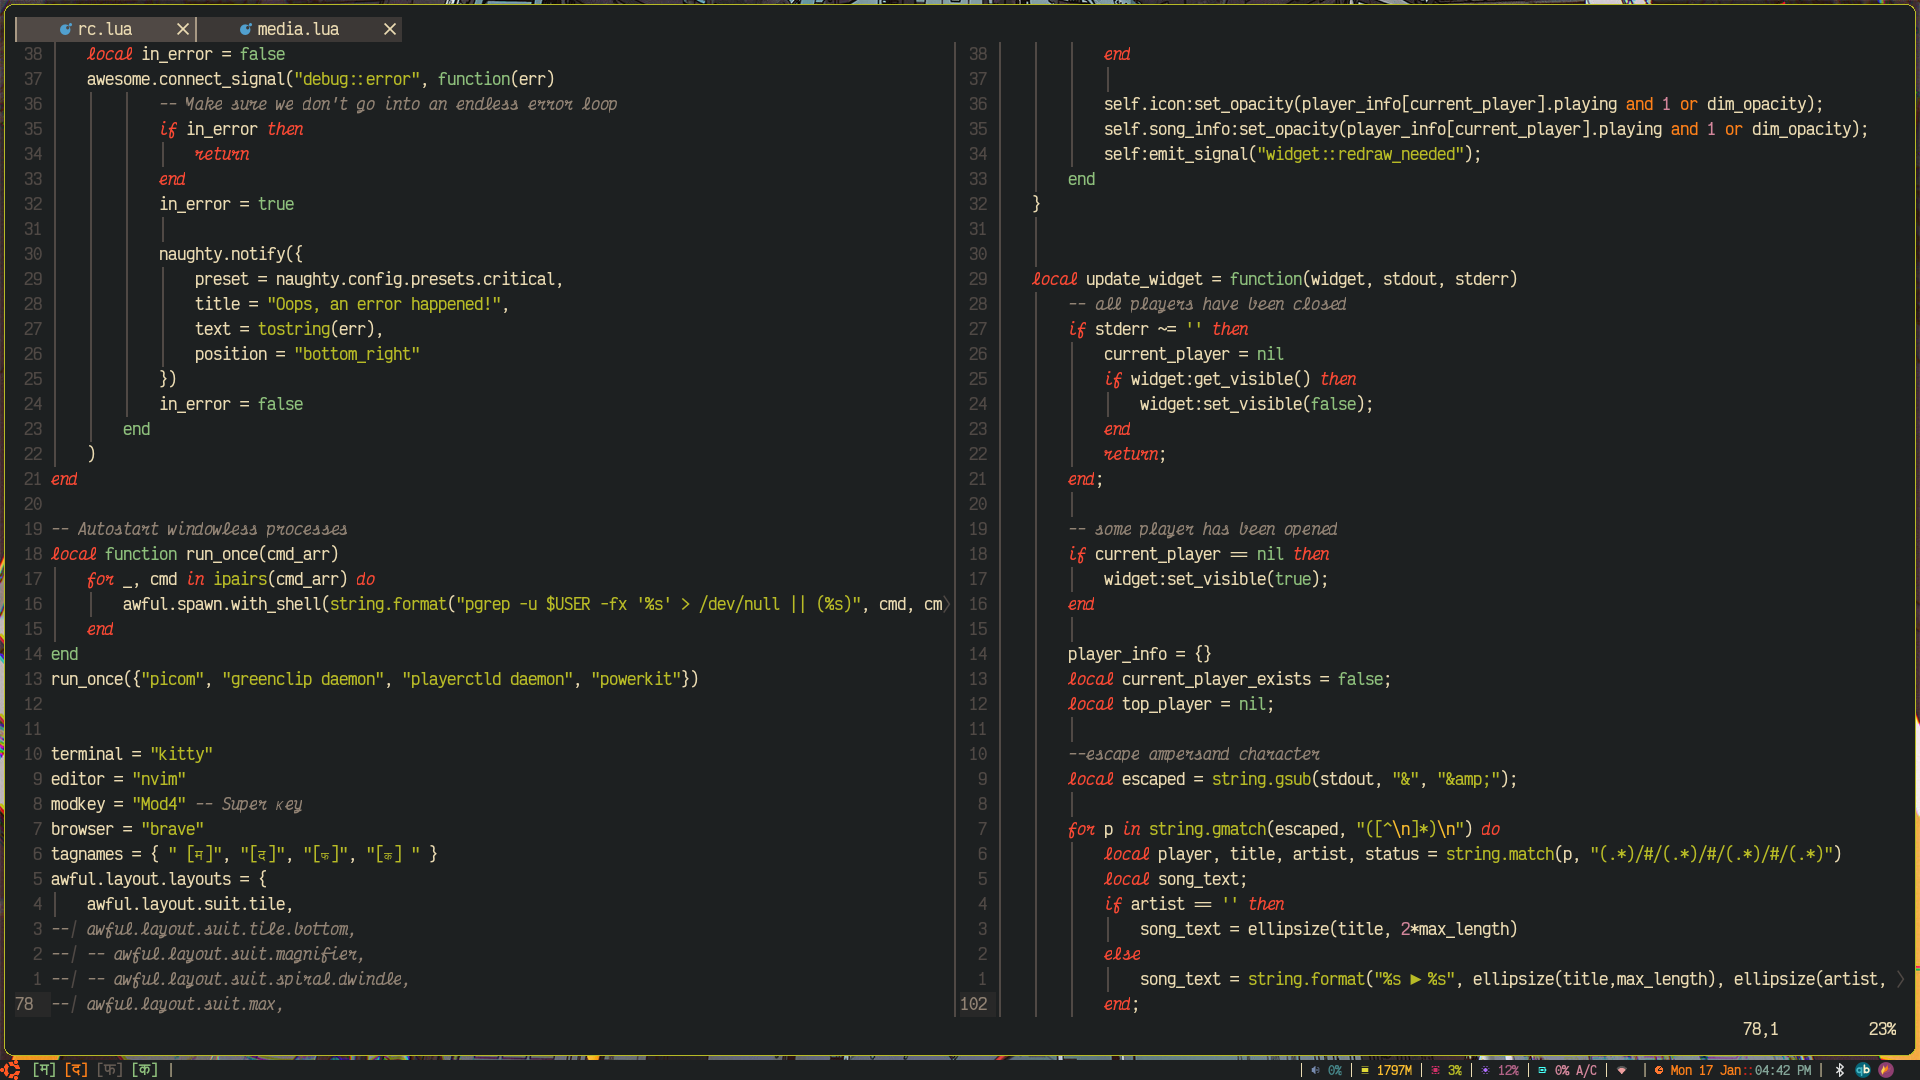 rc.lua
media.lua
38 local in_error = false
37 awesome.connect_signal("debug::error", function(err)
36 -- Make sure we don't go into an endless error loop
35 if in_error then
34 return
33 end
32 in_error = true
31
30 naughty.notify({
29 preset = naughty.config.presets.critical,
28 title = "Oops, an error happened!",
27 text = tostring(err),
26 position = "bottom_right"
25 })
24 in_error = false
23 end
22 )
21 end
20
19 -- Autostart windowless processes
18 local function run_once(cmd_arr)
17 for _, cmd in ipairs(cmd_arr) do
16 awful.spawn.with_shell(string.format("pgrep -u $USER -fx '%s' > /dev/null || (%s)", cmd, cm
15 end
14 end
13 run_once({"picom", "greenclip daemon", "playerctld daemon", "powerkit"})
12
11
10 terminal = "kitty"
9 editor = "nvim"
8 modkey = "Mod4" -- Super key
7 browser = "brave"
6 tagnames = { " [म]", "[द]", "[फ]", "[क] " }
5 awful.layout.layouts = {
4 awful.layout.suit.tile,
3 --| awful.layout.suit.tile.bottom,
2 --| -- awful.layout.suit.magnifier,
1 --| -- awful.layout.suit.spiral.dwindle,
78 --| awful.layout.suit.max,
38 end
37
36 self.icon:set_opacity(player_info[current_player].playing and 1 or dim_opacity);
35 self.song_info:set_opacity(player_info[current_player].playing and 1 or dim_opacity);
34 self:emit_signal("widget::redraw_needed");
33 end
32 }
31
30
29 local update_widget = function(widget, stdout, stderr)
28 -- all players have been closed
27 if stderr ~= '' then
26 current_player = nil
25 if widget:get_visible() then
24 widget:set_visible(false);
23 end
22 return;
21 end;
20
19 -- some player has been opened
18 if current_player == nil then
17 widget:set_visible(true);
16 end
15
14 player_info = {}
13 local current_player_exists = false;
12 local top_player = nil;
11
10 --escape ampersand character
9 local escaped = string.gsub(stdout, "&", "&amp;");
8
7 for p in string.gmatch(escaped, "([^\n]*)\n") do
6 local player, title, artist, status = string.match(p, "(.*)/#/(.*)/#/(.*)/#/(.*)")
5 local song_text;
4 if artist == '' then
3 song_text = ellipsize(title, 2*max_length)
2 else
1 song_text = string.format("%s ▶ %s", ellipsize(title,max_length), ellipsize(artist,
102 end;
78,1 23%
[म] [द] [फ] [क] | | 0% | 1797M | 3% | 12% | 0% A/C | | Mon 17 Jan::04:42 PM |